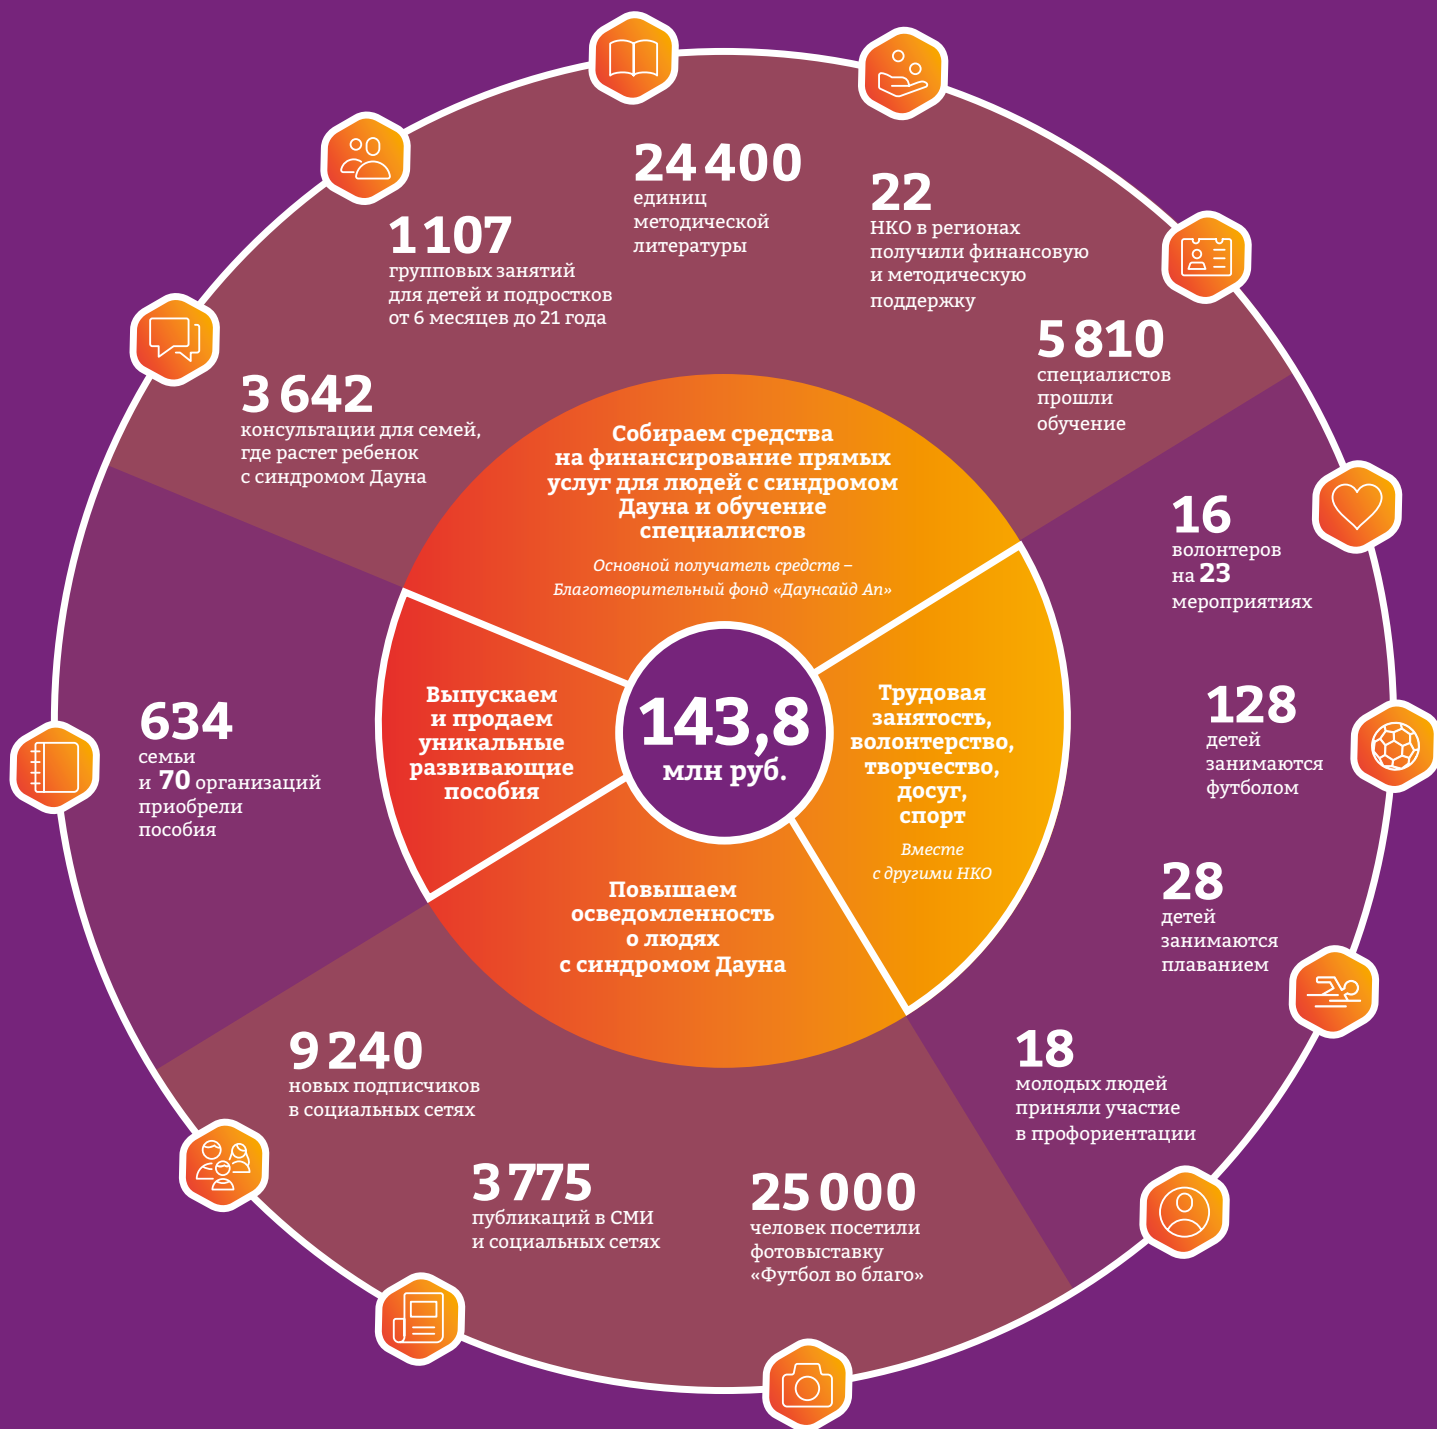 24 400
единиц
методической
литературы
22
НКО в регионах
получили финансовую
и методическую
поддержку
1 107
групповых занятий
для детей и подростков
от 6 месяцев до 21 года
5 810
специалистов
прошли
обучение
3 642
консультации для семей,
где растет ребенок
с синдромом Дауна
Собираем средства
на финансирование прямых
услуг для людей с синдромом
Дауна и обучение
специалистов
Основной получатель средств –
Благотворительный фонд «Даунсайд Ап»
16
волонтеров
на 23
мероприятиях
634
семьи
и 70 организаций
приобрели
пособия
Выпускаем
и продаем
уникальные
развивающие
пособия
143,8
млн руб.
Трудовая
занятость,
волонтерство,
творчество,
досуг,
спорт
Вместе
с другими НКО
128
детей
занимаются
футболом
28
детей
занимаются
плаванием
Повышаем
осведомленность
о людях
с синдромом Дауна
18
молодых людей
приняли участие
в профориентации
9 240
новых подписчиков
в социальных сетях
3 775
публикаций в СМИ
и социальных сетях
25 000
человек посетили
фотовыставку
«Футбол во благо»